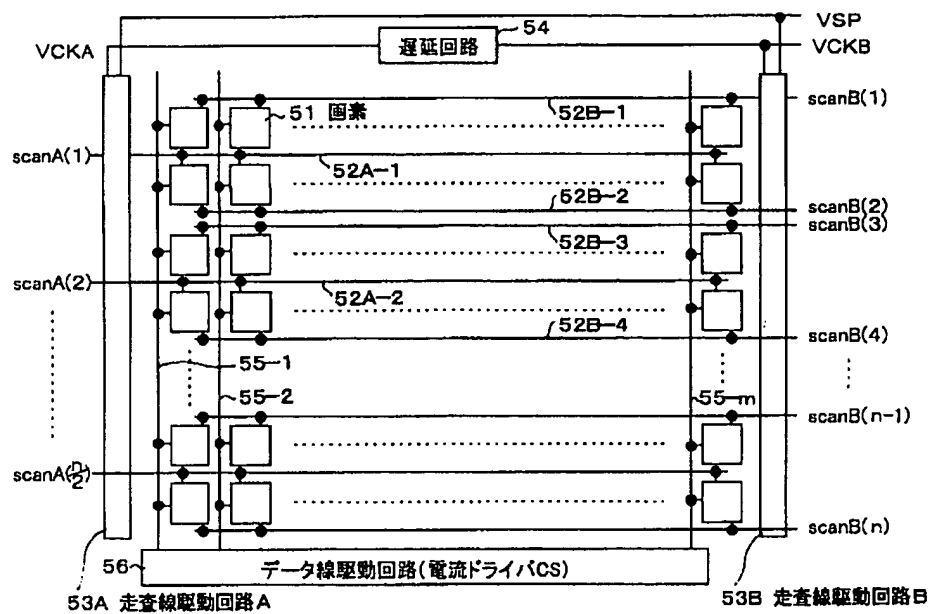 VSP
54
VCKA
遅延回路
VCKB
scanB(1)
51 画素
52B-1
scanA(1)
52A-1
52B-2
scanB(2)
scanB(3)
52B-3
scanA(2)
52A-2
52B-4
scanB(4)
55-1
55-2
55-m
scanB(n-1)
scanA(n/2)
scanB(n)
56
データ線駆動回路(電流ドライバCS)
53A 走査線駆動回路A
53B 走査線駆動回路B